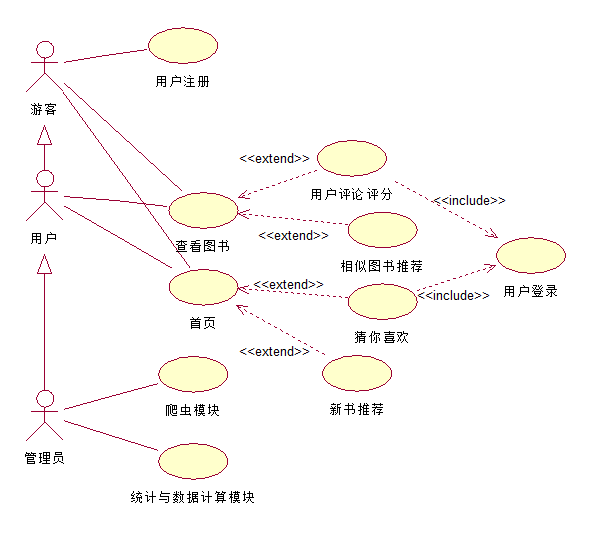 用户注册
游客
<<extend>>
用户评论评分
<<include>>
用户
查看图书
<<extend>>
相似图书推荐
<<extend>>
用户登录
<<include>>
首页
猜你喜欢
<<extend>>
新书推荐
爬虫模块
管理员
统计与数据计算模块